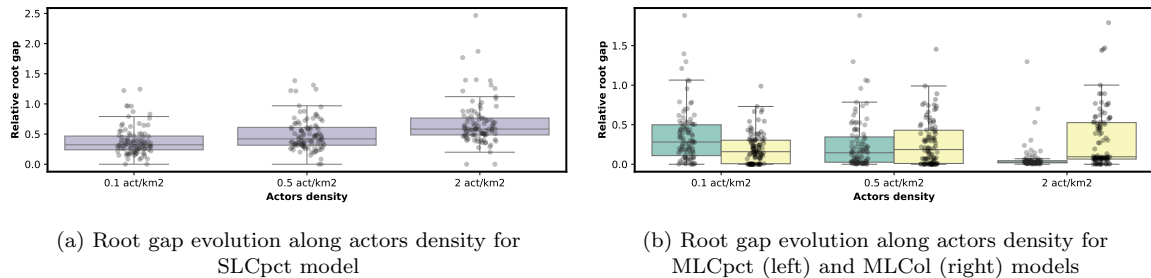 Relative root gap
2.5
2.0
1.5
1.0
0.5
0.0
0.1 act/km2
0.5 act/km2
2 act/km2
Actors density
(a) Root gap evolution along actors density for
SLCpct model
Relative root gap
1.5
1.0
0.5
0.0
0.1 act/km2
0.5 act/km2
2 act/km2
Actors density
(b) Root gap evolution along actors density for
MLCpct (left) and MLCol (right) models